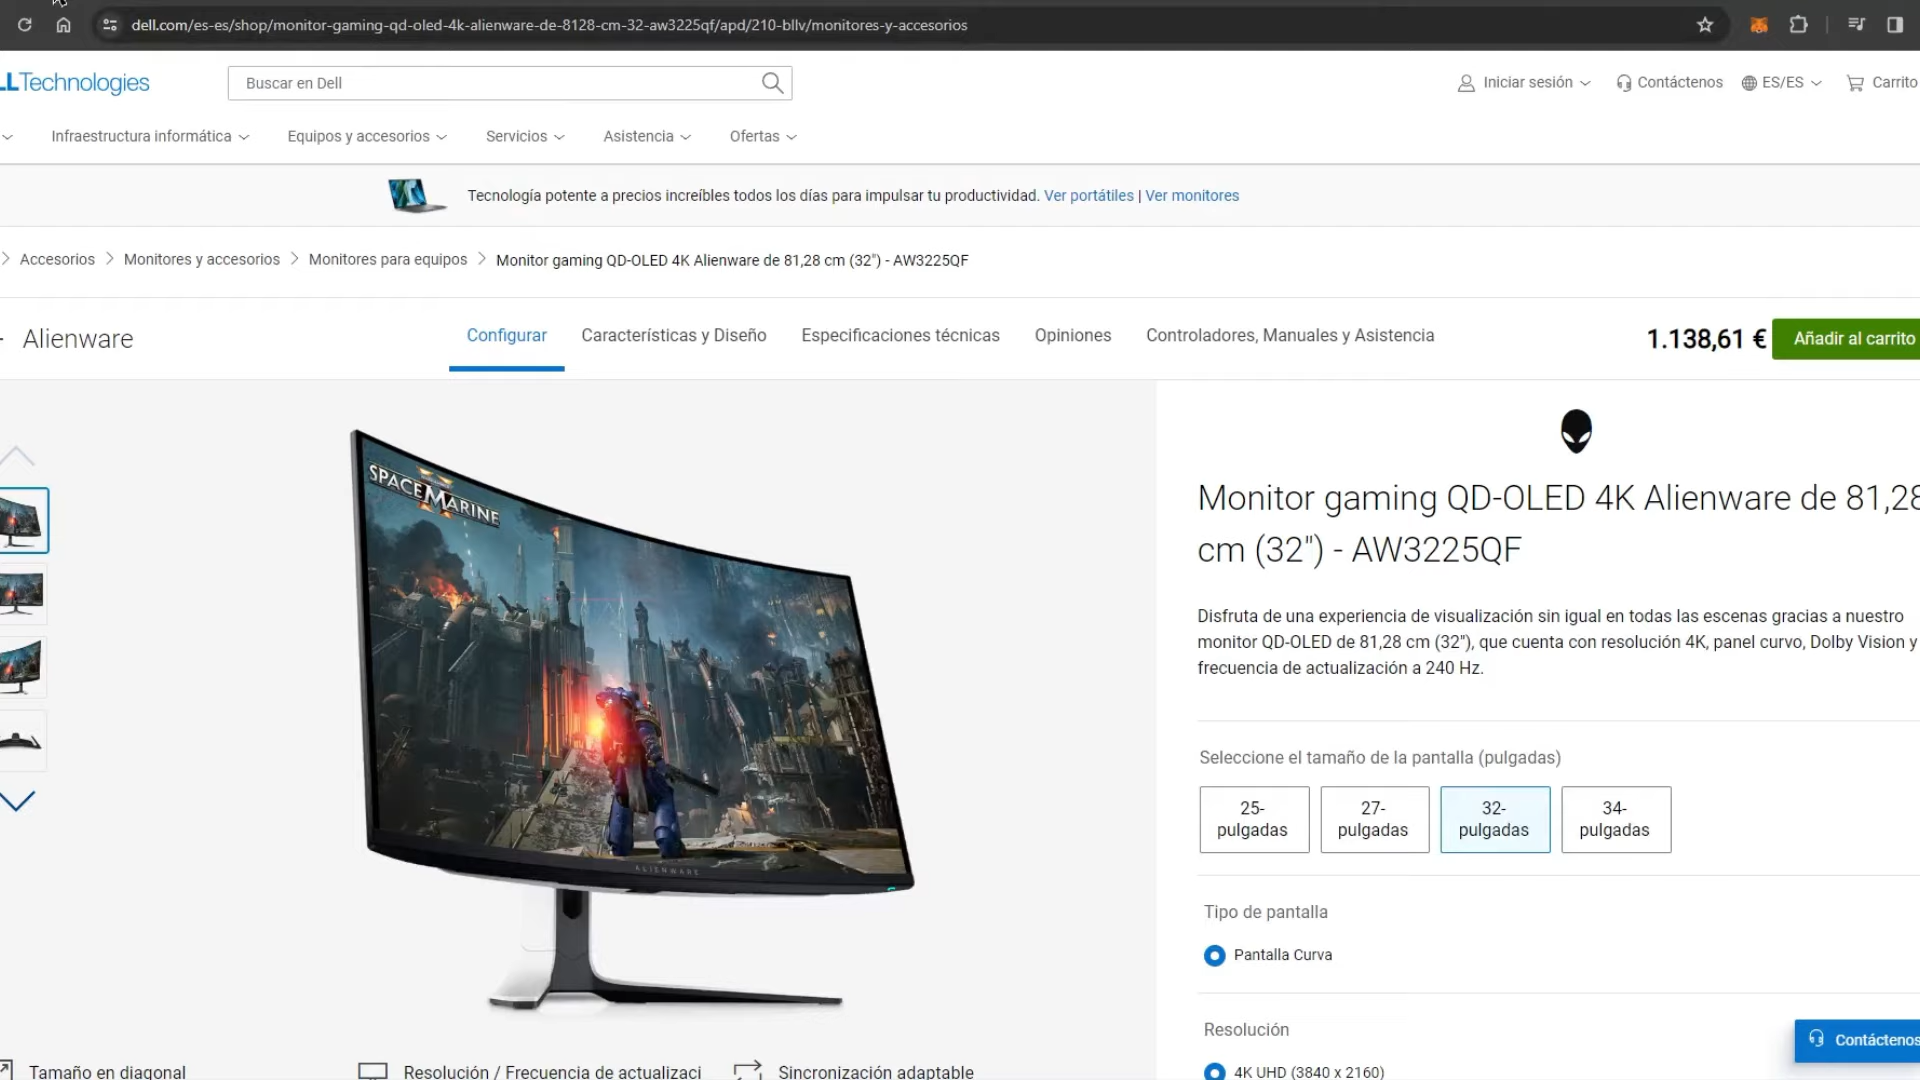 dell.com/es-es/shop/monitor-gaming-qd-oled-4k-alienware-de-8128-cm-32-aw3225qf/apd/210-bllv/monitores-y-accesorios
LLTechnologies
Buscar en Dell
Iniciar sesión
Contáctenos
ES/ES
Carrito
Infraestructura informática
Equipos y accesorios
Servicios
Asistencia
Ofertas
Tecnología potente a precios increíbles todos los días para impulsar tu productividad. Ver portátiles | Ver monitores
Accesorios > Monitores y accesorios > Monitores para equipos > Monitor gaming QD-OLED 4K Alienware de 81,28 cm (32") - AW3225QF
Alienware
Configurar
Características y Diseño
Especificaciones técnicas
Opiniones
Controladores, Manuales y Asistencia
1.138,61 €
Añadir al carrito
SPACE MARINE
ALIENWARE
Monitor gaming QD-OLED 4K Alienware de 81,28
cm (32") - AW3225QF
Disfruta de una experiencia de visualización sin igual en todas las escenas gracias a nuestro
monitor QD-OLED de 81,28 cm (32"), que cuenta con resolución 4K, panel curvo, Dolby Vision y
frecuencia de actualización a 240 Hz.
Seleccione el tamaño de la pantalla (pulgadas)
25-
pulgadas
27-
pulgadas
32-
pulgadas
34-
pulgadas
Tipo de pantalla
Pantalla Curva
Resolución
4K UHD (3840 x 2160)
Contáctenos
Tamaño en diagonal
Resolución / Frecuencia de actualizaci
Sincronización adaptable